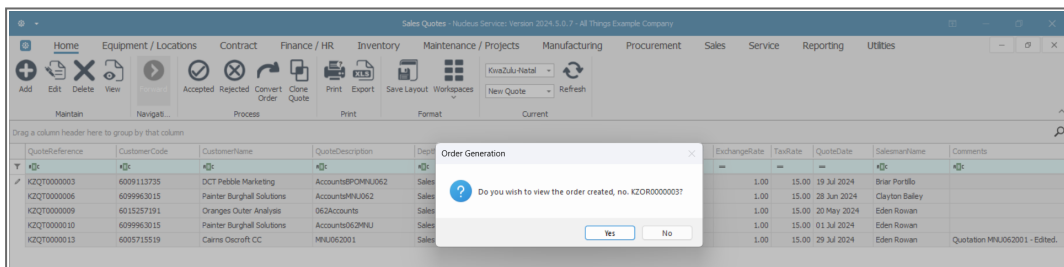 Sales Quotes - Nucleus Service: Version 2024.5.0.7 - All Things Example Company
Home Equipment / Locations Contract Finance / HR Inventory Maintenance / Projects Manufacturing Procurement Sales Service Reporting Utilities
Add Edit Delete View Forward Accepted Rejected Convert Order Clone Quote Print Export Save Layout Workspaces Refresh
XLS
KwaZulu-Natal
New Quote
Maintain Navigati... Process Print Format Current
Drag a column header here to group by that column
QuoteReference CustomerCode CustomerName QuoteDescription ExchangeRate TaxRate QuoteDate SalesmanName Comments
KZQT0000003 6009113735 DCT Pebble Marketing AccountsBPOMNU062 Sales 1.00 15.00 19 Jul 2024 Briar Portillo
KZQT0000006 6099963015 Painter Burghall Solutions AccountsMNU062 Sales 1.00 15.00 28 Jun 2024 Clayton Bailey
KZQT0000009 6015257191 Oranges Outer Analysis 062Accounts Sales 1.00 15.00 20 May 2024 Eden Rowan
KZQT0000010 6099963015 Painter Burghall Solutions Accounts062MNU Sales 1.00 15.00 01 Jul 2024 Eden Rowan
KZQT0000013 6005715519 Cairns Oscroft CC MNU062001 Sales 1.00 15.00 29 Jul 2024 Eden Rowan Quotation MNU062001 - Edited.
Order Generation
Do you wish to view the order created, no. KZOR0000003?
Yes No